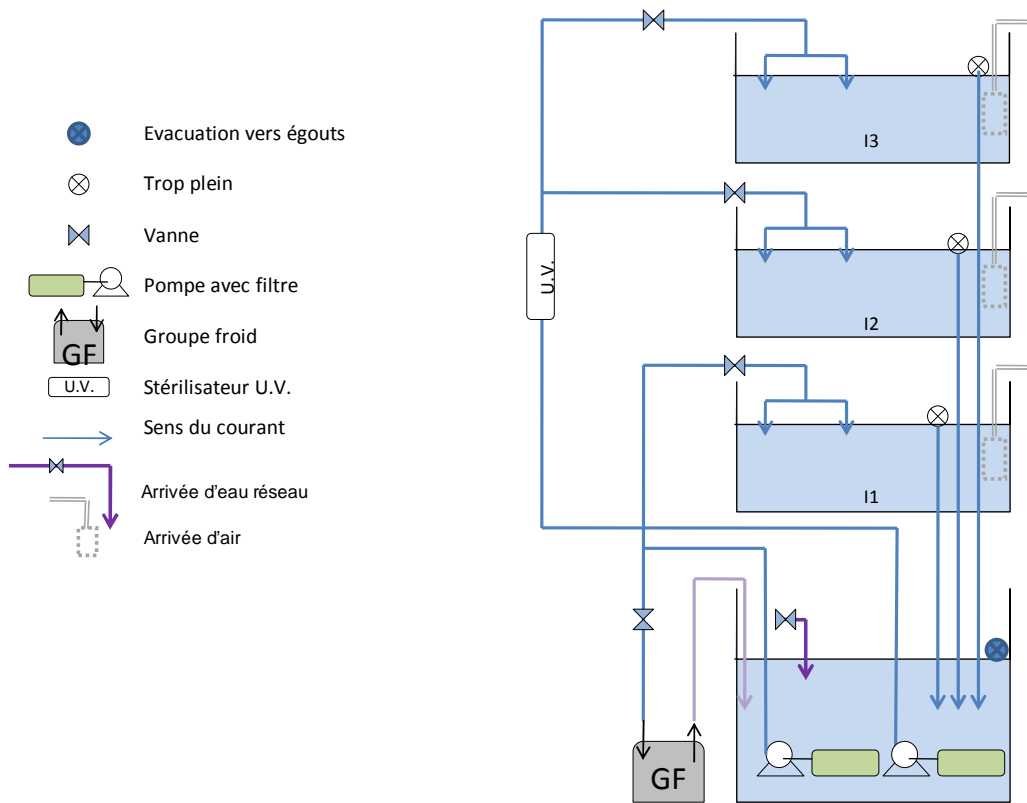 Evacuation vers égouts
Trop plein
Vanne
Pompe avec filtre
GF
Groupe froid
U.V.
Stérilisateur U.V.
Sens du courant
Arrivée d'eau réseau
Arrivée d'air
U.V.
I3
I2
I1
GF